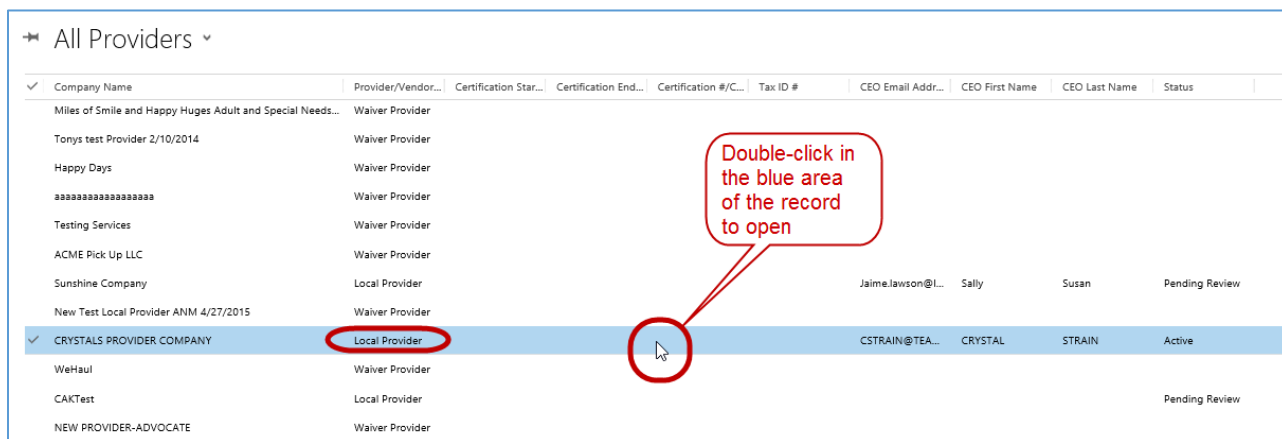 All Providers
Company Name Provider/Vendor... Certification Star... Certification End... Certification #/C... Tax ID # CEO Email Addr... CEO First Name CEO Last Name Status
Miles of Smile and Happy Huges Adult and Special Needs... Waiver Provider
Tonys test Provider 2/10/2014 Waiver Provider
Happy Days Waiver Provider
aaaaaaaaaaaaaaaaaa Waiver Provider
Testing Services Waiver Provider
ACME Pick Up LLC Waiver Provider
Sunshine Company Local Provider Jaime.lawson@l... Sally Susan Pending Review
New Test Local Provider ANM 4/27/2015 Waiver Provider
CRYSTALS PROVIDER COMPANY Local Provider CSTRAIN@TEA... CRYSTAL STRAIN Active
WeHaul Waiver Provider
CAKTest Local Provider Pending Review
NEW PROVIDER-ADVOCATE Waiver Provider
Double-click in
the blue area
of the record
to open